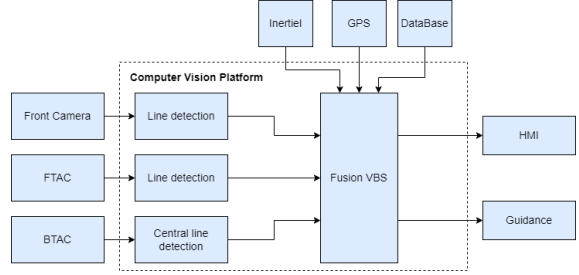 Inertiel
GPS
DataBase
Computer Vision Platform
Front Camera
Line detection
HMI
FTAC
Line detection
Fusion VBS
BTAC
Central line
detection
Guidance